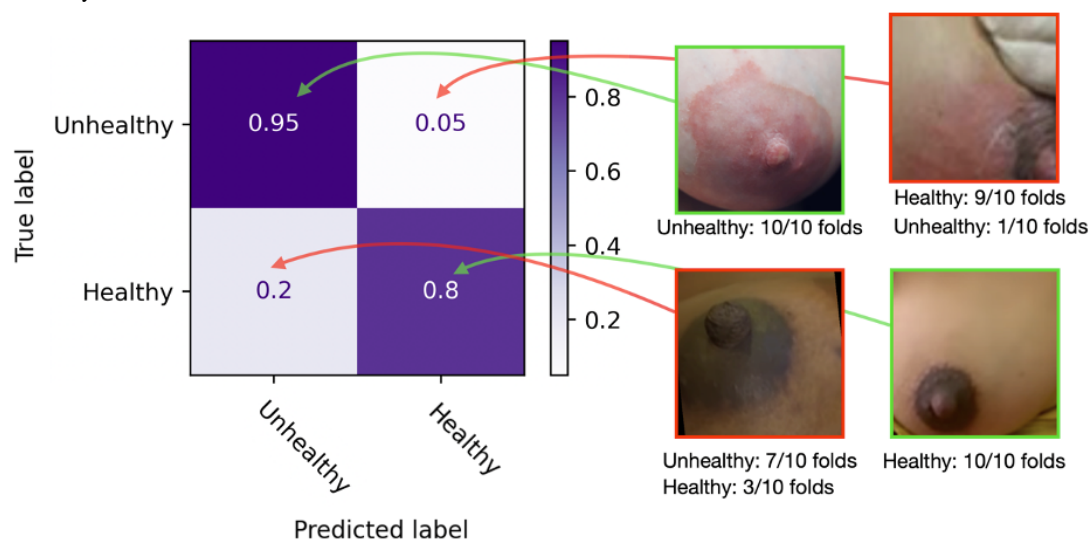 True label
Unhealthy
Healthy
0.95
0.05
0.2
0.8
Unhealthy
Healthy
Predicted label
0.8
0.6
0.4
0.2
Unhealthy: 10/10 folds
Healthy: 9/10 folds
Unhealthy: 1/10 folds
Unhealthy: 7/10 folds
Healthy: 3/10 folds
Healthy: 10/10 folds